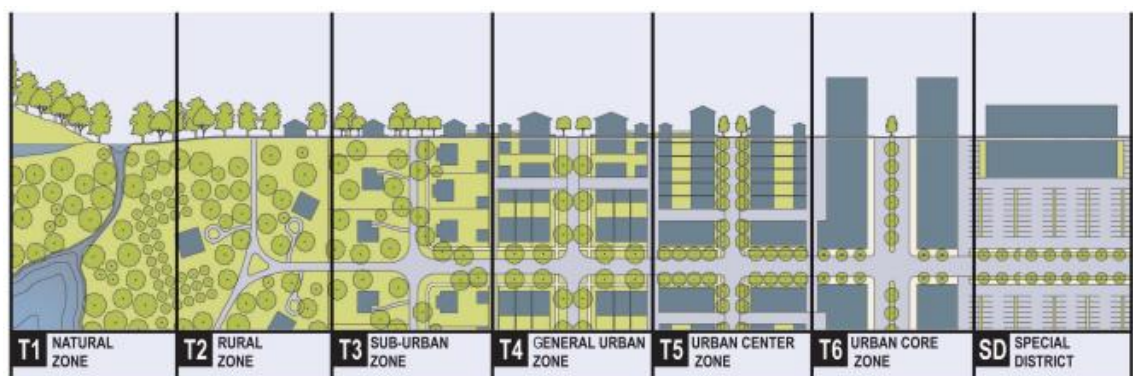 T1 NATURAL
ZONE
T2 RURAL
ZONE
T3 SUB-URBAN
ZONE
T4 GENERAL URBAN
ZONE
T5 URBAN CENTER
ZONE
T6 URBAN CORE
ZONE
SD SPECIAL
DISTRICT